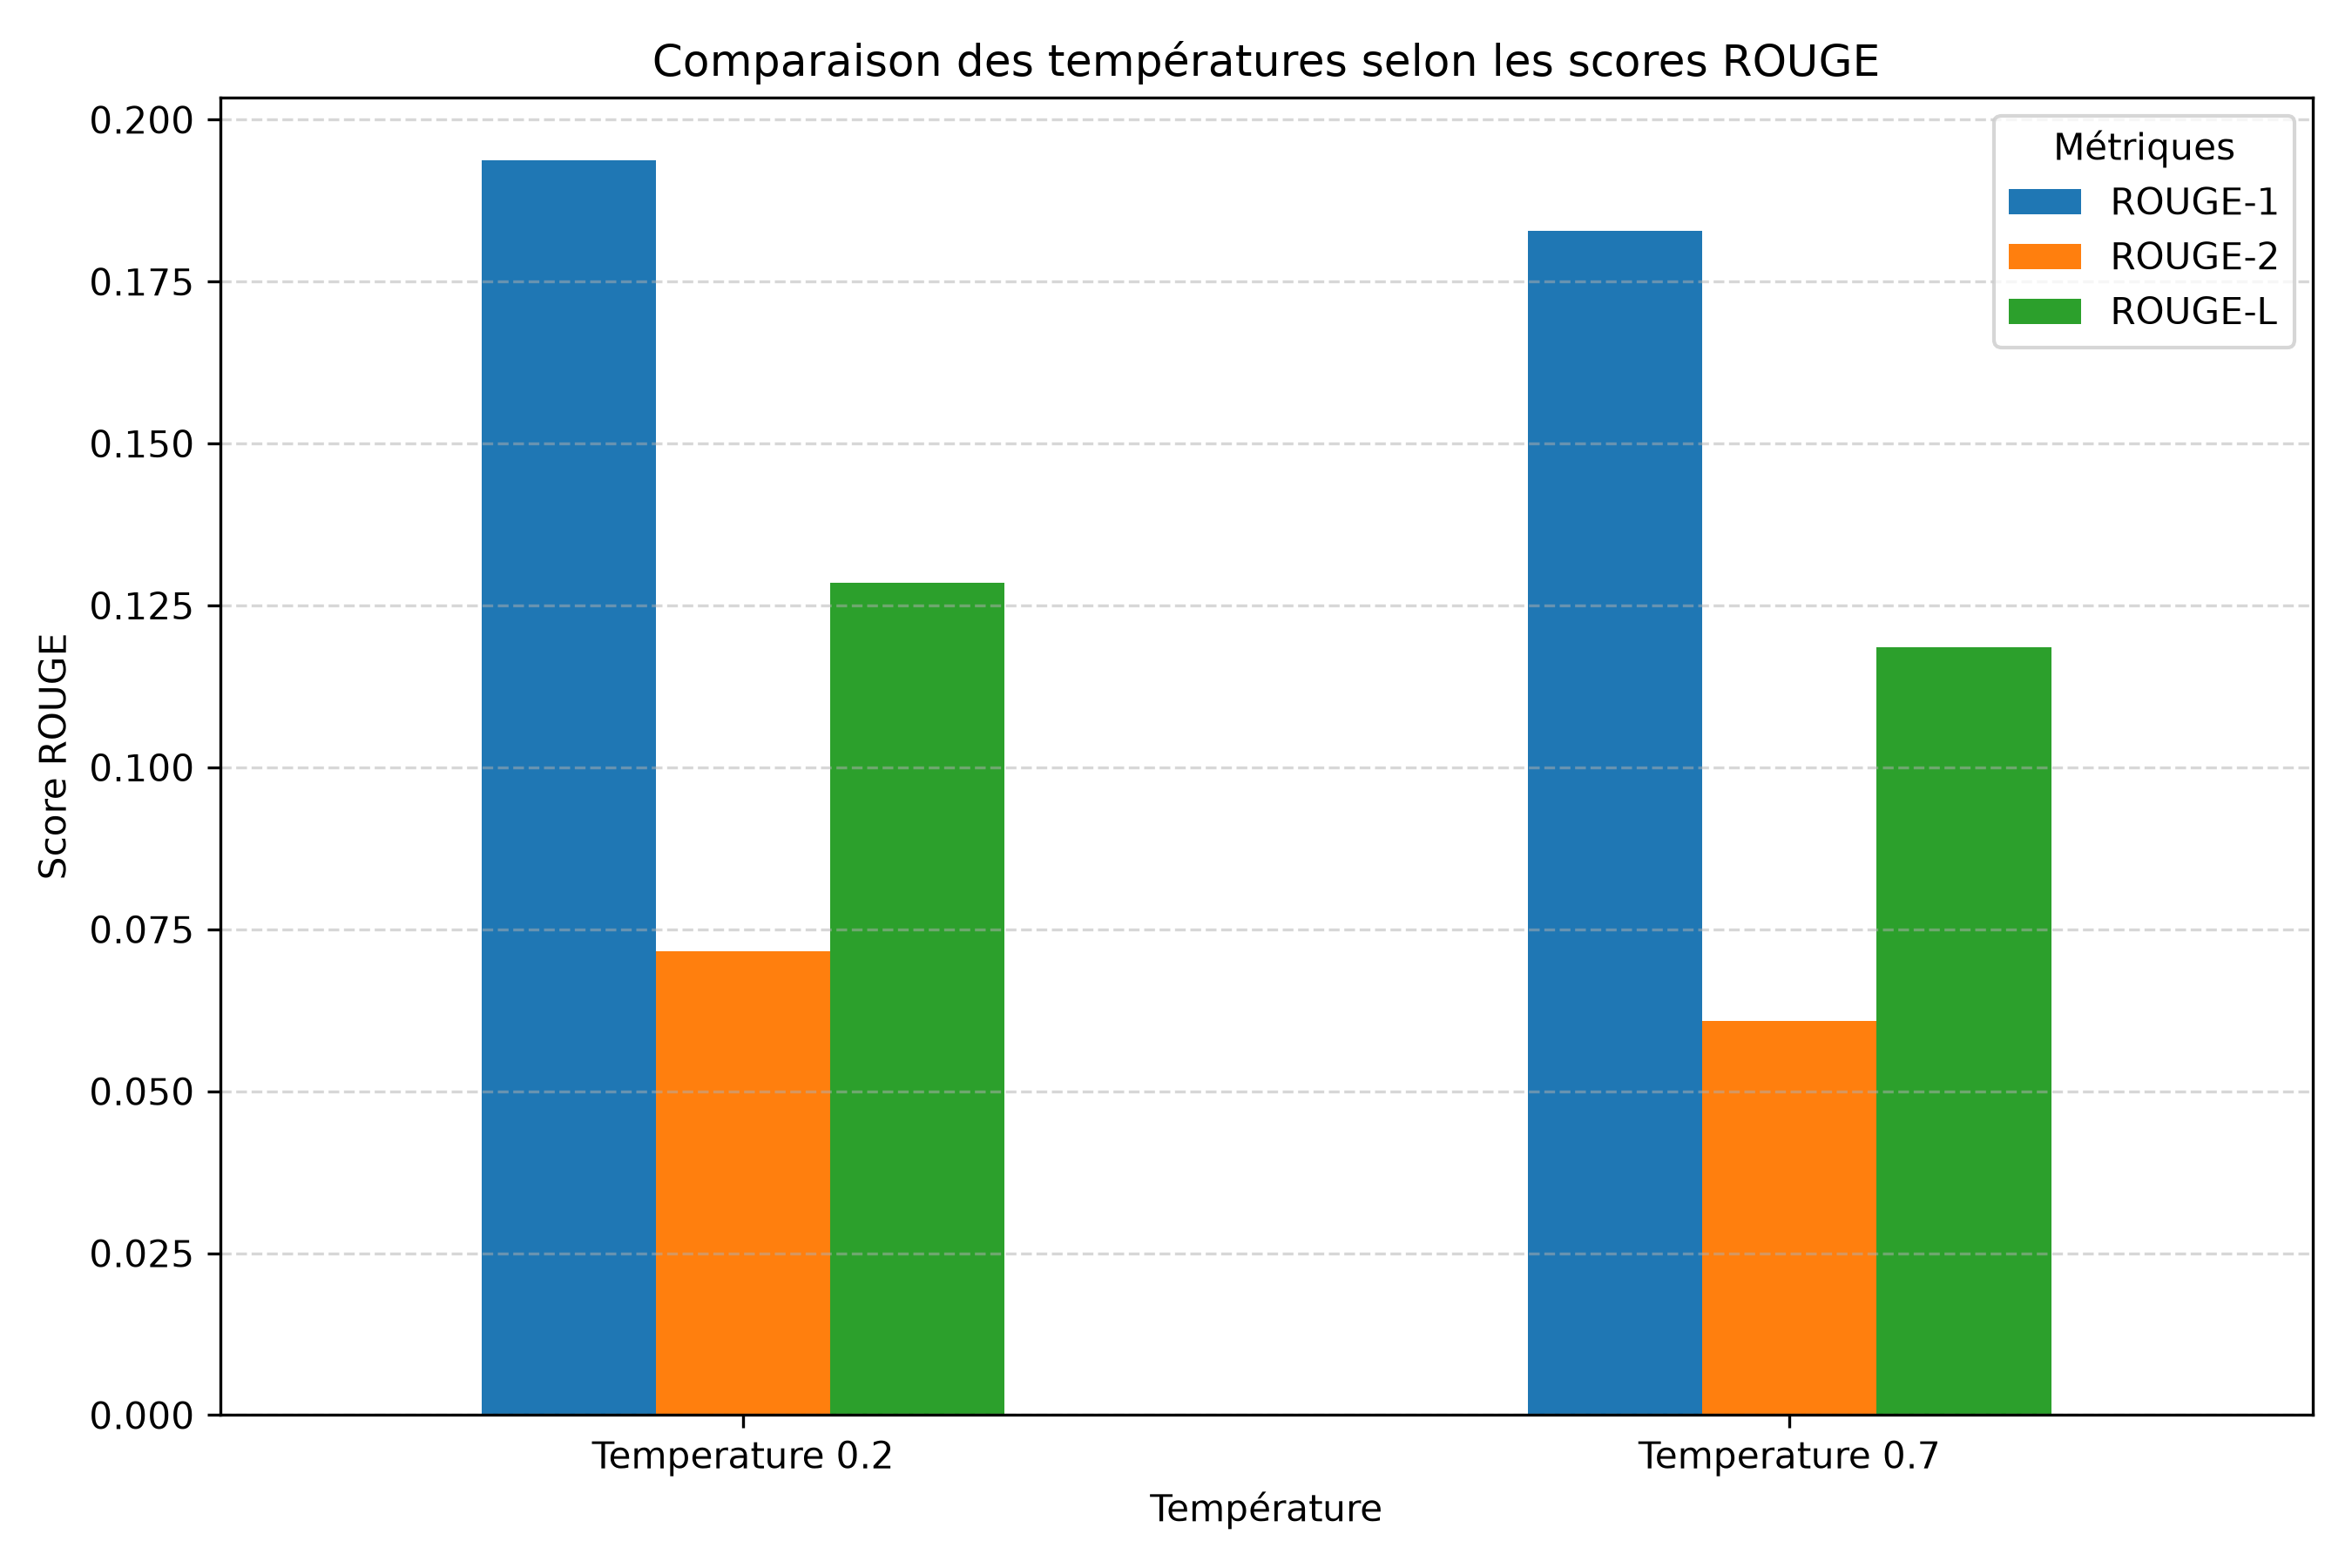 Comparaison des températures selon les scores ROUGE
Métriques
ROUGE-1
ROUGE-2
ROUGE-L
Score ROUGE
0.200
0.175
0.150
0.125
0.100
0.075
0.050
0.025
0.000
Temperature 0.2
Temperature 0.7
Température